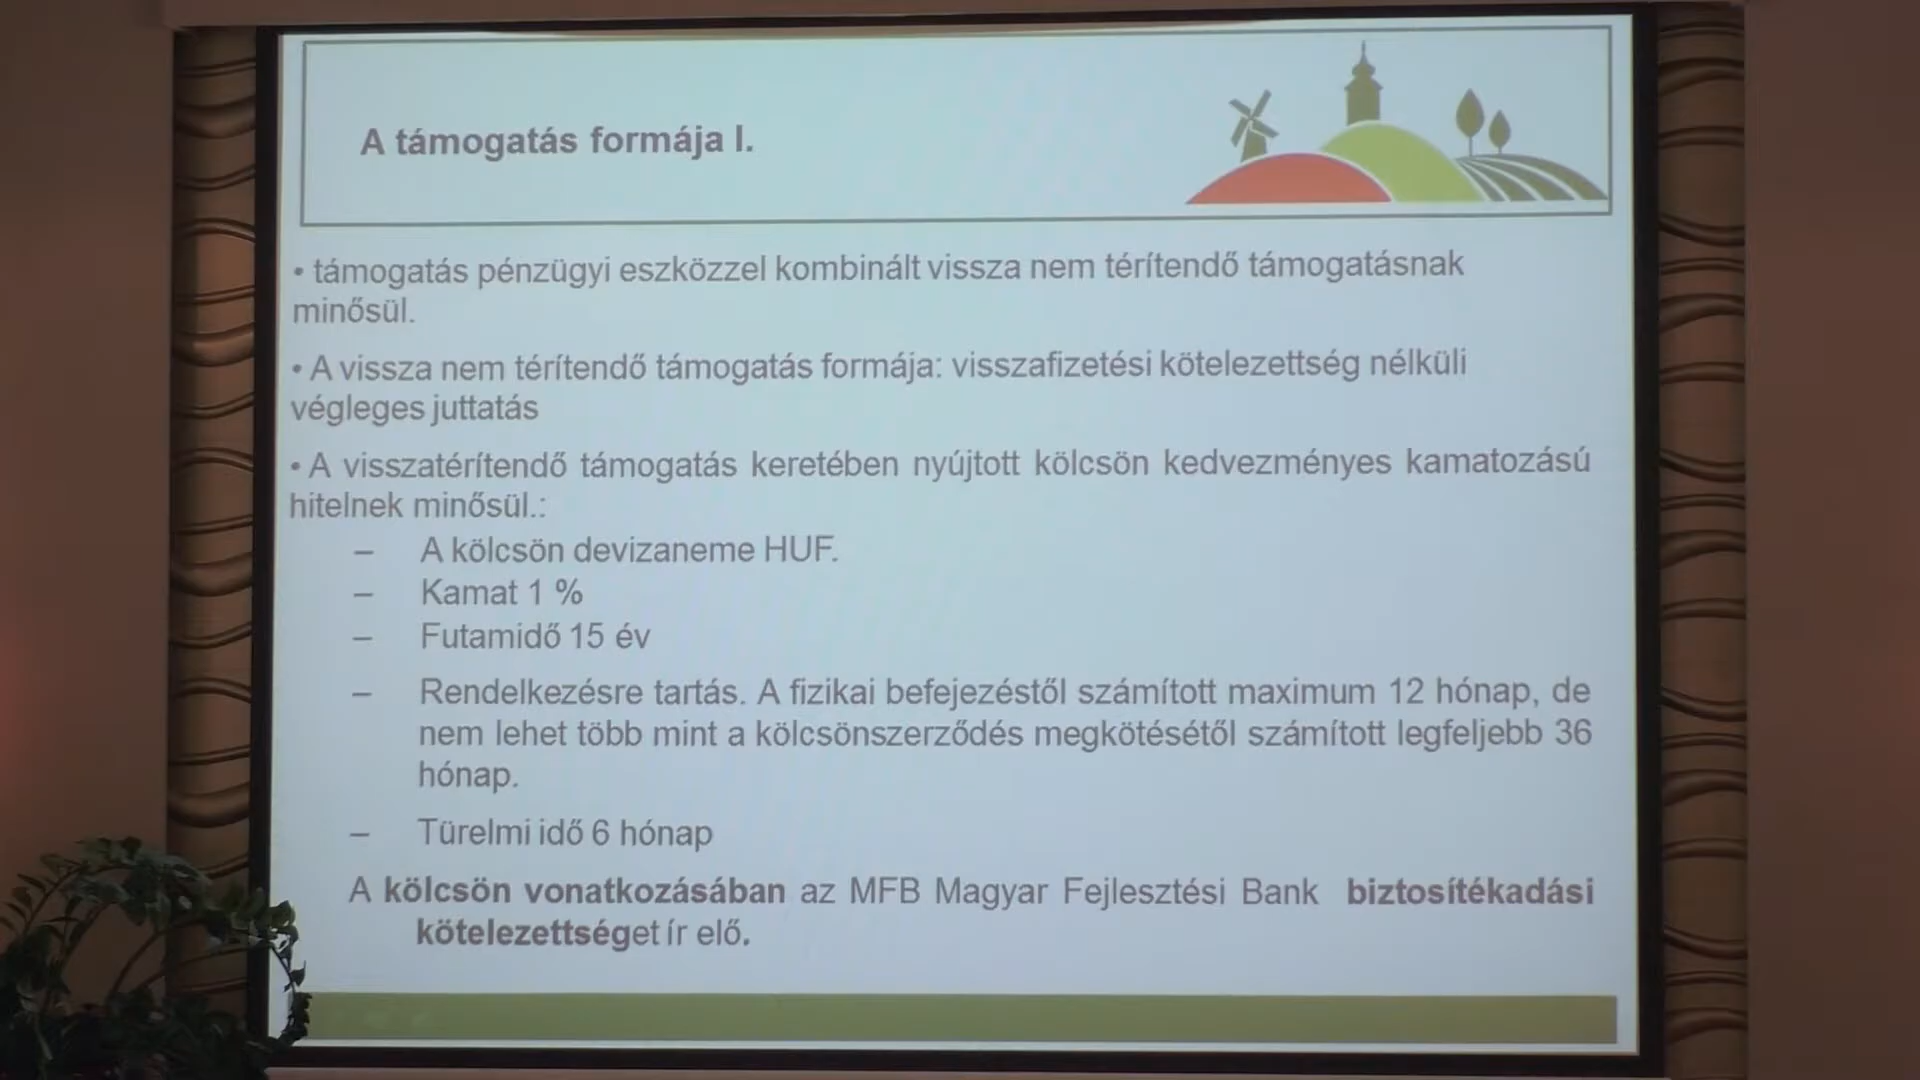 A támogatás formája I.
• támogatás pénzügyi eszközzel kombinált vissza nem térítendő támogatásnak
minősül.
• A vissza nem térítendő támogatás formája: visszafizetési kötelezettség nélküli
végleges juttatás
• A visszatérítendő támogatás keretében nyújtott kölcsön kedvezményes kamatozású
hitelnek minősül.:
– A kölcsön devizaneme HUF.
– Kamat 1 %
– Futamidő 15 év
– Rendelkezésre tartás. A fizikai befejezéstől számított maximum 12 hónap, de
nem lehet több mint a kölcsönszerződés megkötésétől számított legfeljebb 36
hónap.
– Türelmi idő 6 hónap
A kölcsön vonatkozásában az MFB Magyar Fejlesztési Bank biztosítékadási
kötelezettséget ír elő.